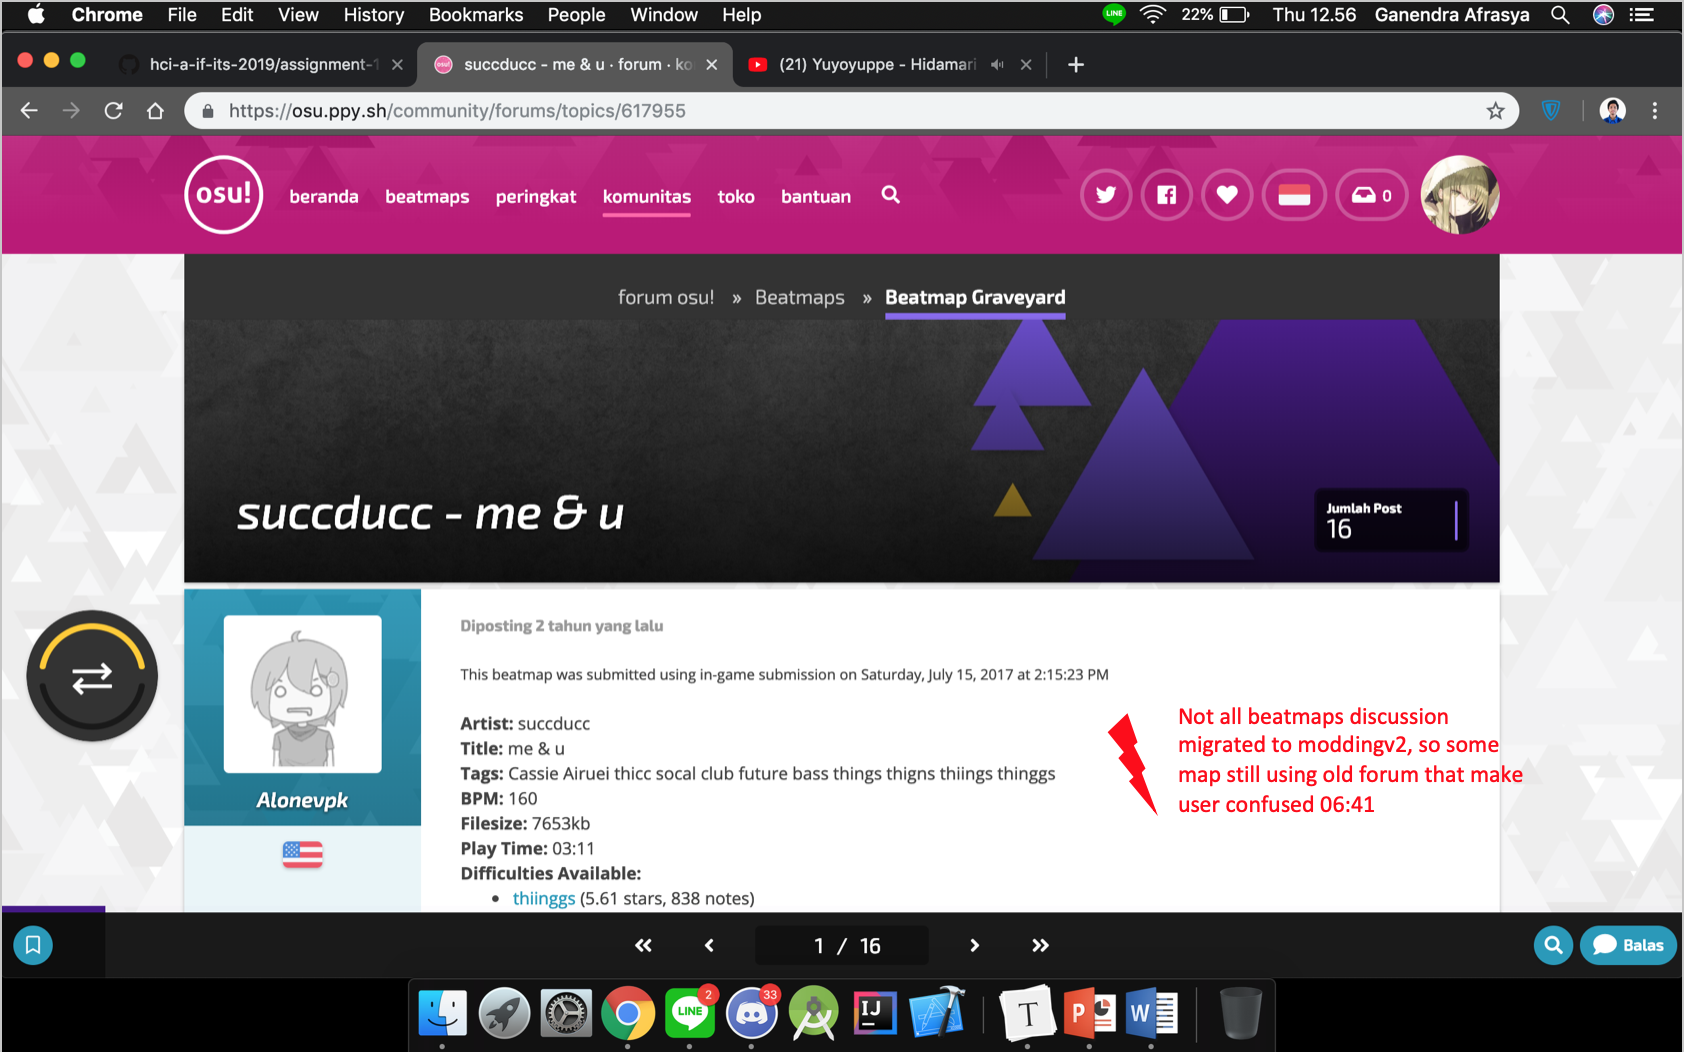 Chrome File Edit View History Bookmarks People Window Help LINE 22% Thu 12.56 Ganendra Afrasya
hci-a-if-its-2019/assignment-1 osu! succducc - me & u · forum · ko (21) Yuyoyuppe - Hidamari
https://osu.ppy.sh/community/forums/topics/617955
osu! beranda beatmaps peringkat komunitas toko bantuan 0
forum osu! » Beatmaps » Beatmap Graveyard
succducc - me & u
Jumlah Post
16
Diposting 2 tahun yang lalu
This beatmap was submitted using in-game submission on Saturday, July 15, 2017 at 2:15:23 PM
Artist: succducc
Title: me & u
Tags: Cassie Airuei thicc socal club future bass things thigns thiings thinggs
BPM: 160
Filesize: 7653kb
Play Time: 03:11
Difficulties Available:
• thiinggs (5.61 stars, 838 notes)
Alonevpk
Not all beatmaps discussion
migrated to moddingv2, so some
map still using old forum that make
user confused 06:41
« ‹ 1 / 16 › » Balas
LINE 2 33 IJ T P W